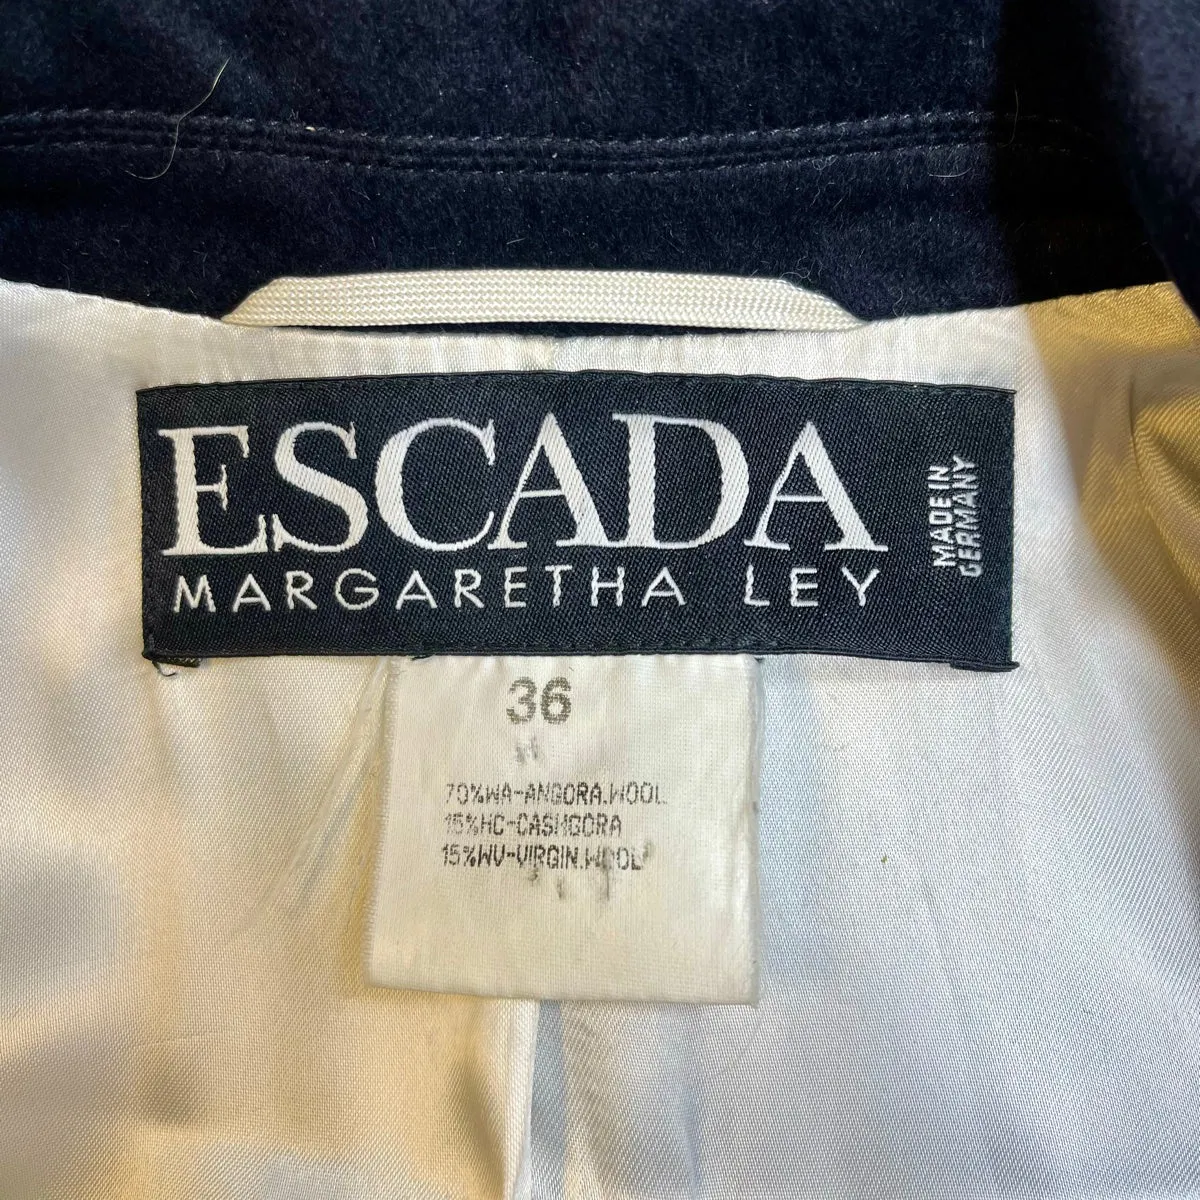 ESCADA
MARGARETHA LEY
MADE IN
GERMANY
36
70%WA-ANGORA.WOOL
15%HC-CASHGORA
15%WV-VIRGIN.WOOL